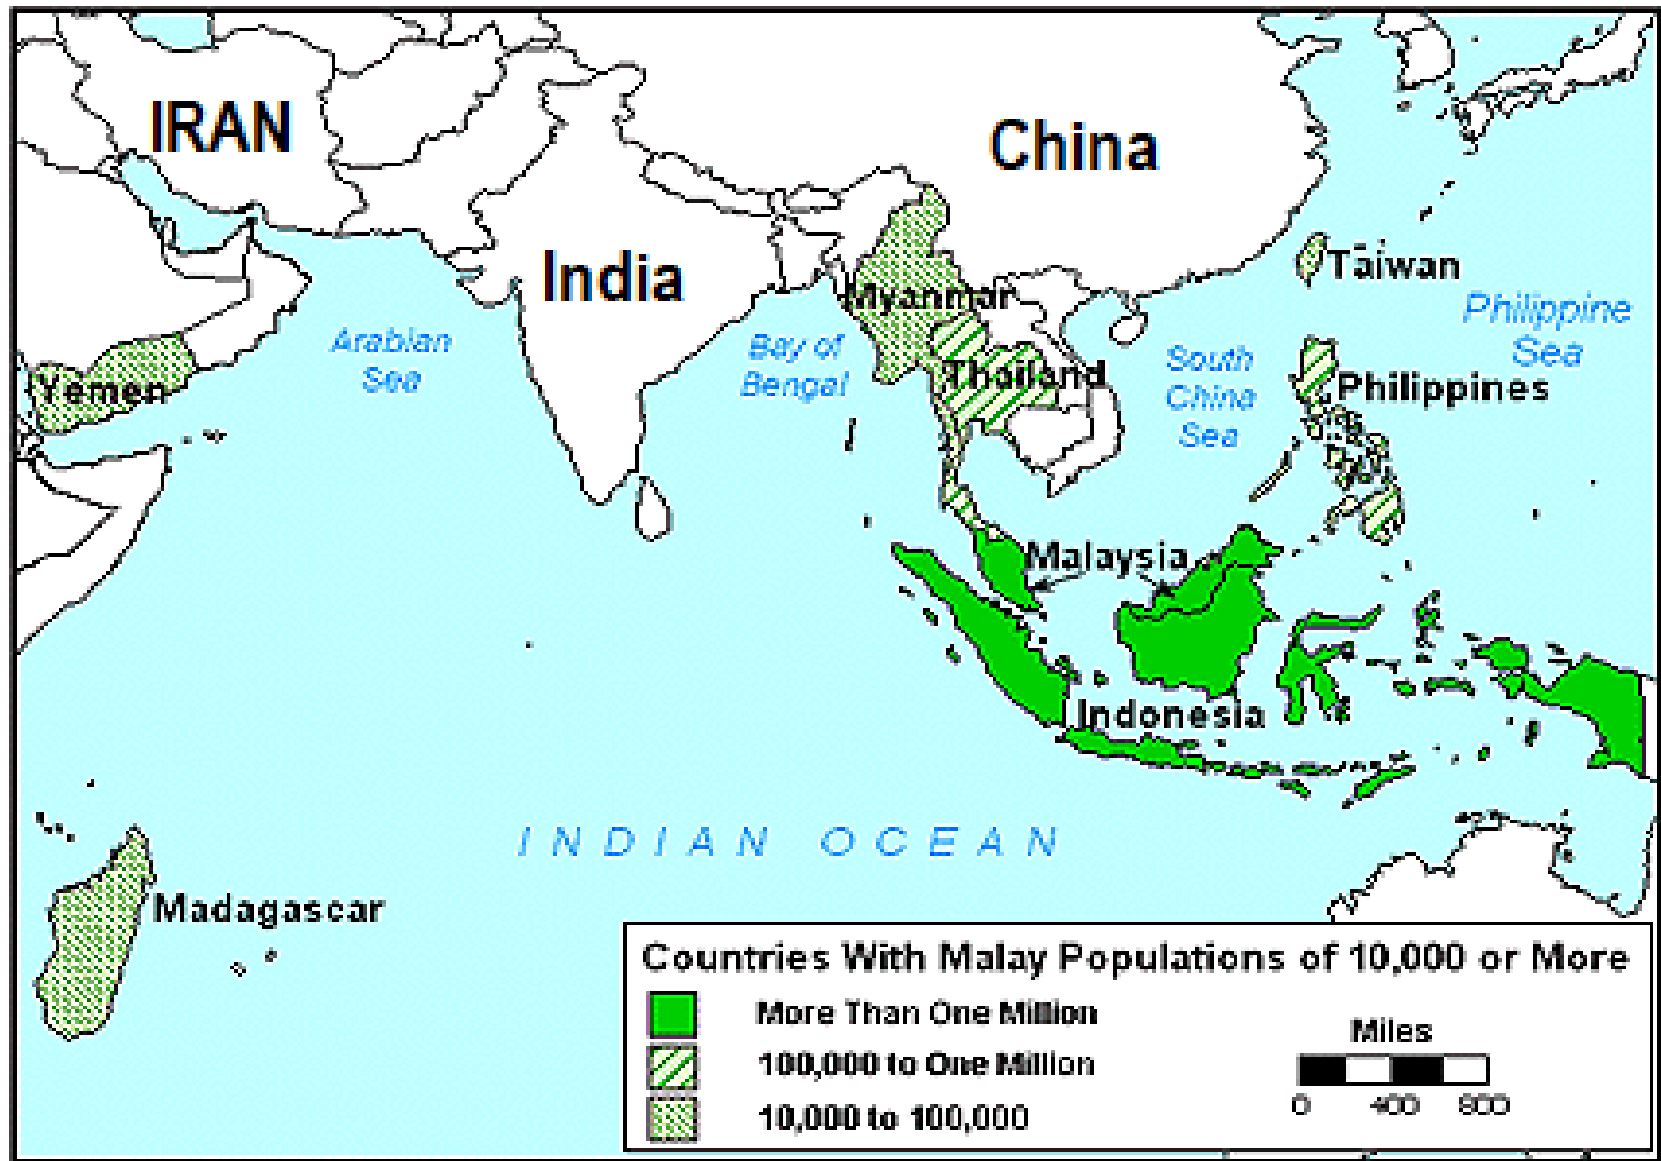 IRAN
China
India
Myanmar
Taiwan
Philippine
Sea
Arabian
Sea
Bay of
Bengal
South
China
Sea
Yemen
Thailand
Philippines
Malaysia
Indonesia
INDIAN OCEAN
Madagascar
Countries With Malay Populations of 10,000 or More
More Than One Million
100,000 to One Million
10,000 to 100,000
Miles
0 400 800